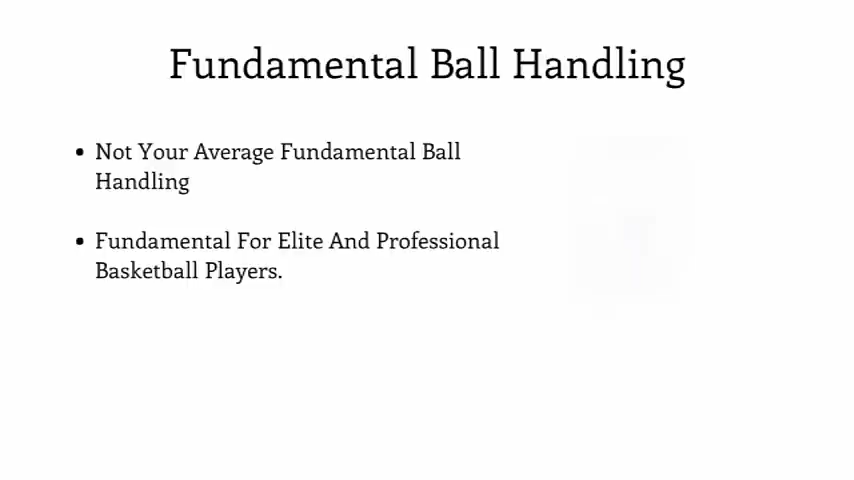 Fundamental Ball Handling
• Not Your Average Fundamental Ball
Handling
• Fundamental For Elite And Professional
Basketball Players.